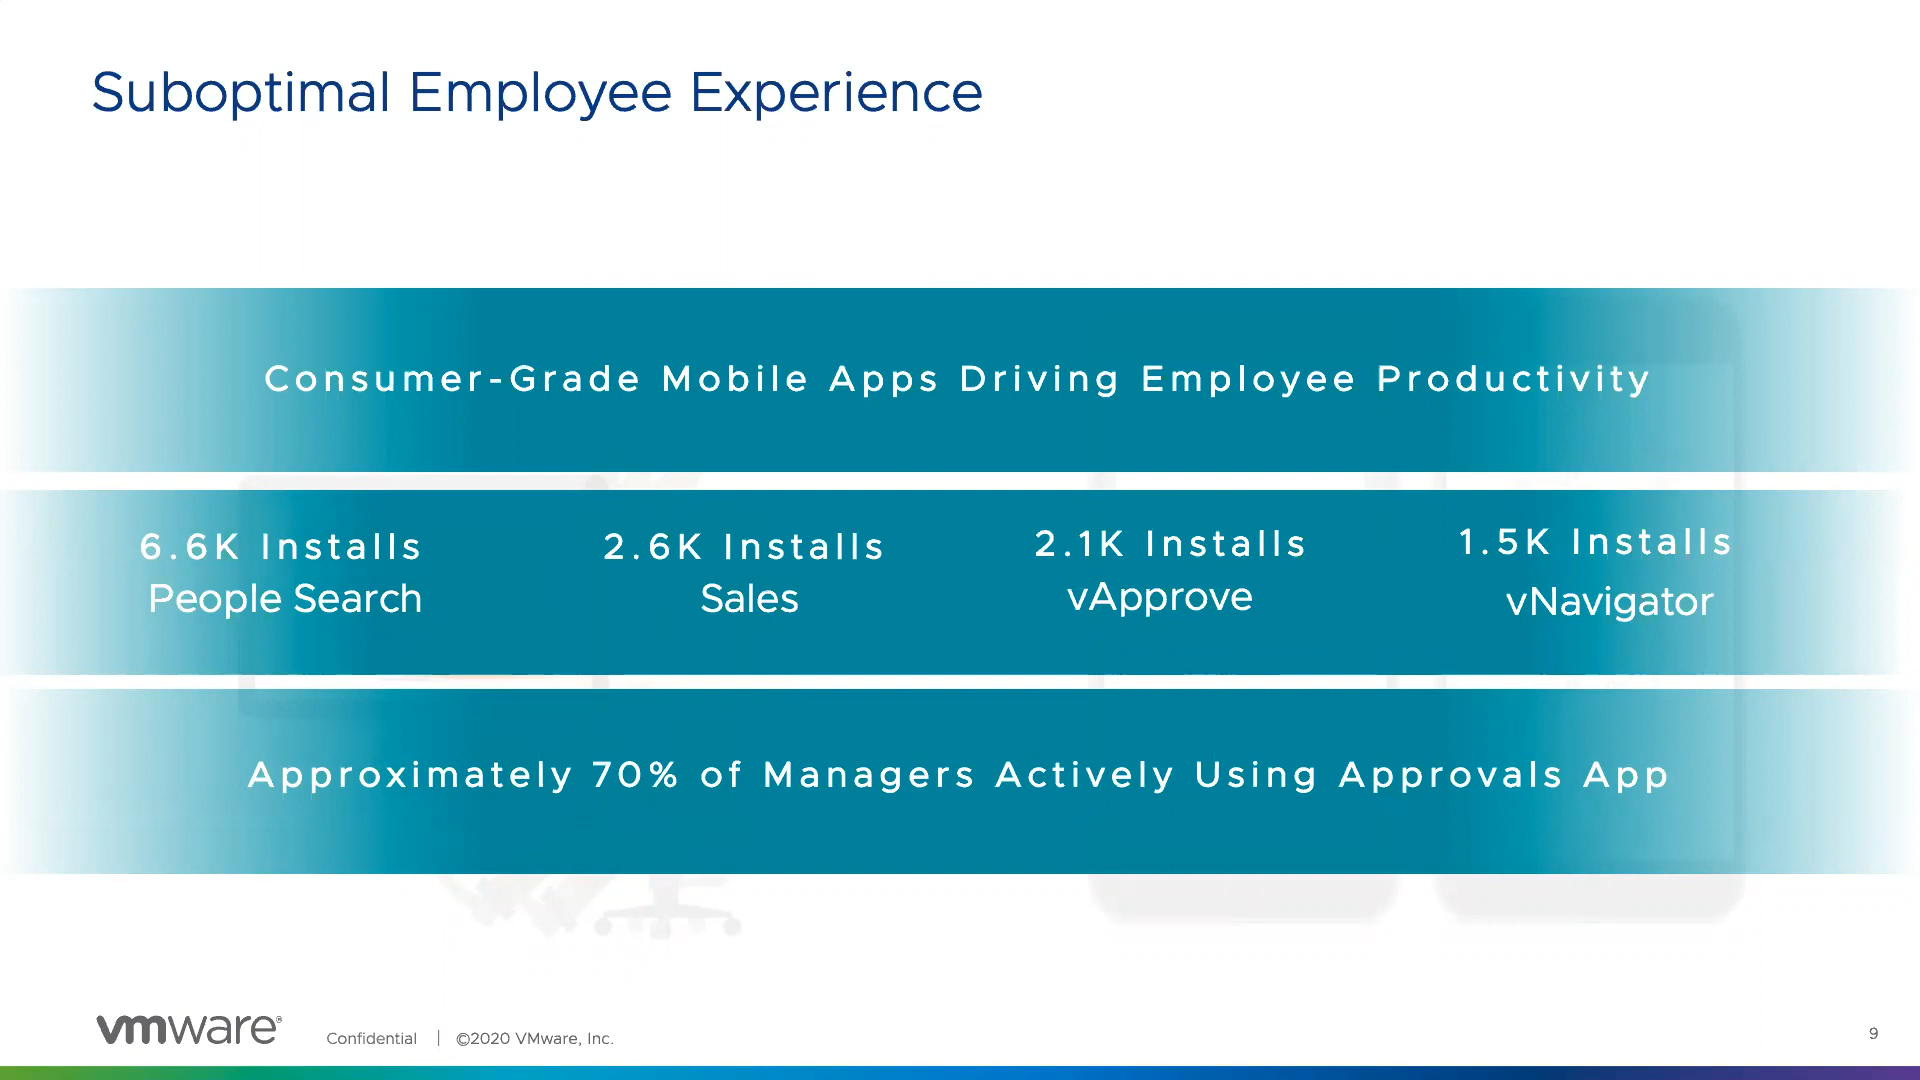 Suboptimal Employee Experience
Consumer-Grade Mobile Apps Driving Employee Productivity
6.6K Installs
People Search
2.6K Installs
Sales
2.1K Installs
vApprove
1.5K Installs
vNavigator
Approximately 70% of Managers Actively Using Approvals App
vmware®
Confidential | ©2020 VMware, Inc.
9